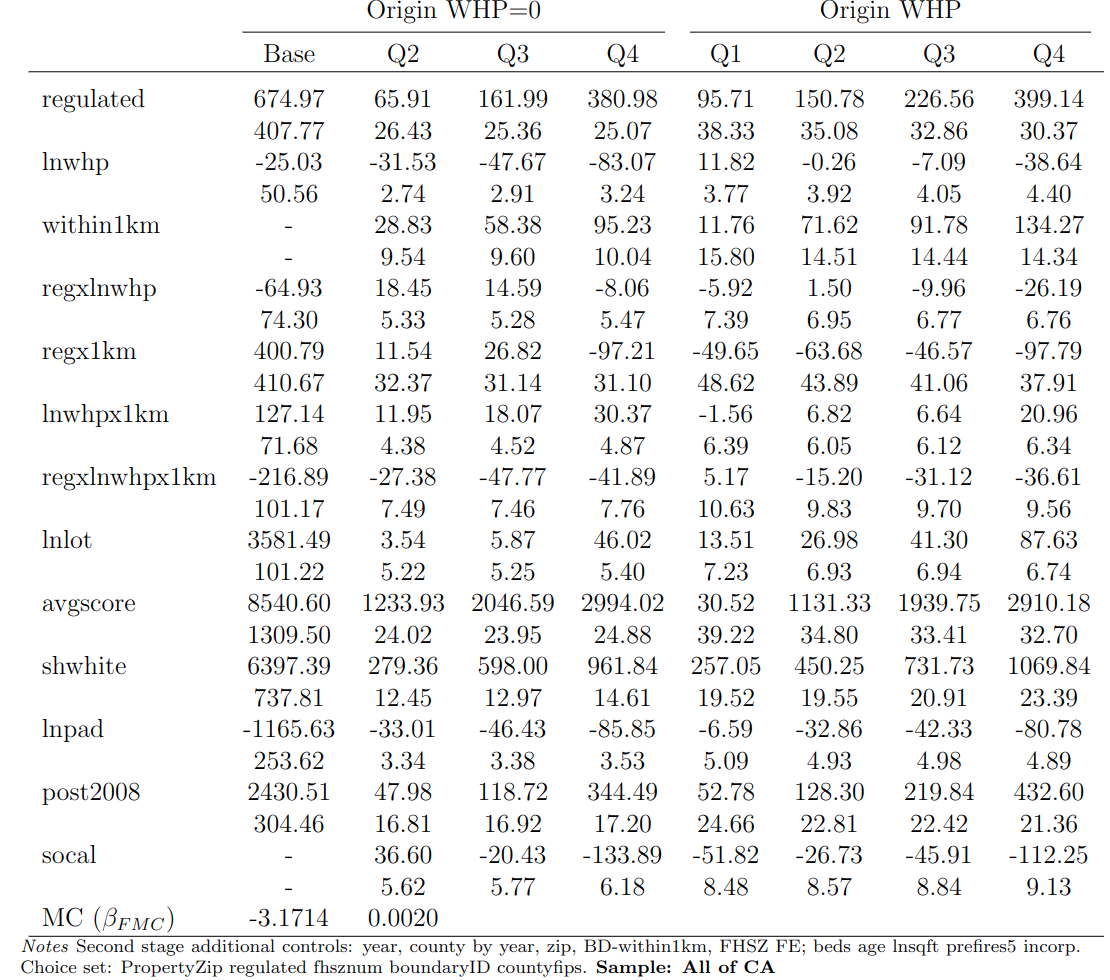 Origin WHP=0 Origin WHP
Base Q2 Q3 Q4 Q1 Q2 Q3 Q4
regulated 674.97 65.91 161.99 380.98 95.71 150.78 226.56 399.14
407.77 26.43 25.36 25.07 38.33 35.08 32.86 30.37
lnwhp -25.03 -31.53 -47.67 -83.07 11.82 -0.26 -7.09 -38.64
50.56 2.74 2.91 3.24 3.77 3.92 4.05 4.40
within1km - 28.83 58.38 95.23 11.76 71.62 91.78 134.27
- 9.54 9.60 10.04 15.80 14.51 14.44 14.34
regxlnwhp -64.93 18.45 14.59 -8.06 -5.92 1.50 -9.96 -26.19
74.30 5.33 5.28 5.47 7.39 6.95 6.77 6.76
regx1km 400.79 11.54 26.82 -97.21 -49.65 -63.68 -46.57 -97.79
410.67 32.37 31.14 31.10 48.62 43.89 41.06 37.91
lnwhpx1km 127.14 11.95 18.07 30.37 -1.56 6.82 6.64 20.96
71.68 4.38 4.52 4.87 6.39 6.05 6.12 6.34
regxlnwhpx1km -216.89 -27.38 -47.77 -41.89 5.17 -15.20 -31.12 -36.61
101.17 7.49 7.46 7.76 10.63 9.83 9.70 9.56
lnlot 3581.49 3.54 5.87 46.02 13.51 26.98 41.30 87.63
101.22 5.22 5.25 5.40 7.23 6.93 6.94 6.74
avgscore 8540.60 1233.93 2046.59 2994.02 30.52 1131.33 1939.75 2910.18
1309.50 24.02 23.95 24.88 39.22 34.80 33.41 32.70
shwhite 6397.39 279.36 598.00 961.84 257.05 450.25 731.73 1069.84
737.81 12.45 12.97 14.61 19.52 19.55 20.91 23.39
lnpad -1165.63 -33.01 -46.43 -85.85 -6.59 -32.86 -42.33 -80.78
253.62 3.34 3.38 3.53 5.09 4.93 4.98 4.89
post2008 2430.51 47.98 118.72 344.49 52.78 128.30 219.84 432.60
304.46 16.81 16.92 17.20 24.66 22.81 22.42 21.36
socal - 36.60 -20.43 -133.89 -51.82 -26.73 -45.91 -112.25
- 5.62 5.77 6.18 8.48 8.57 8.84 9.13
MC (β_FMC) -3.1714 0.0020
Notes Second stage additional controls: year, county by year, zip, BD-within1km, FHSZ FE; beds age lnsqft prefires5 incorp.
Choice set: PropertyZip regulated fhsznum boundaryID countyfips. Sample: All of CA